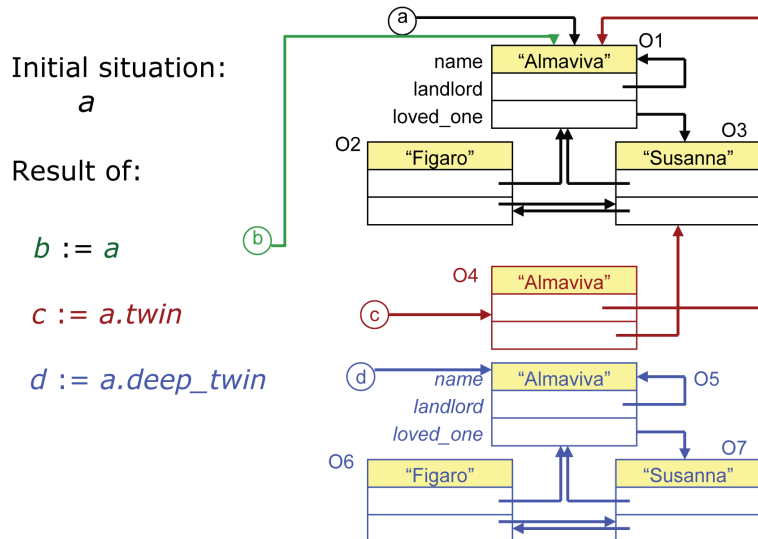 a
O1
name “Almaviva”
Initial situation:
landlord
a
loved_one
O2
O3
“Figaro” “Susanna”
Result of:
b
b := a
O4
“Almaviva”
c := a.twin
c
d := a.deep_twin
d
name “Almaviva” O5
landlord
loved_one
O6
O7
“Figaro” “Susanna”